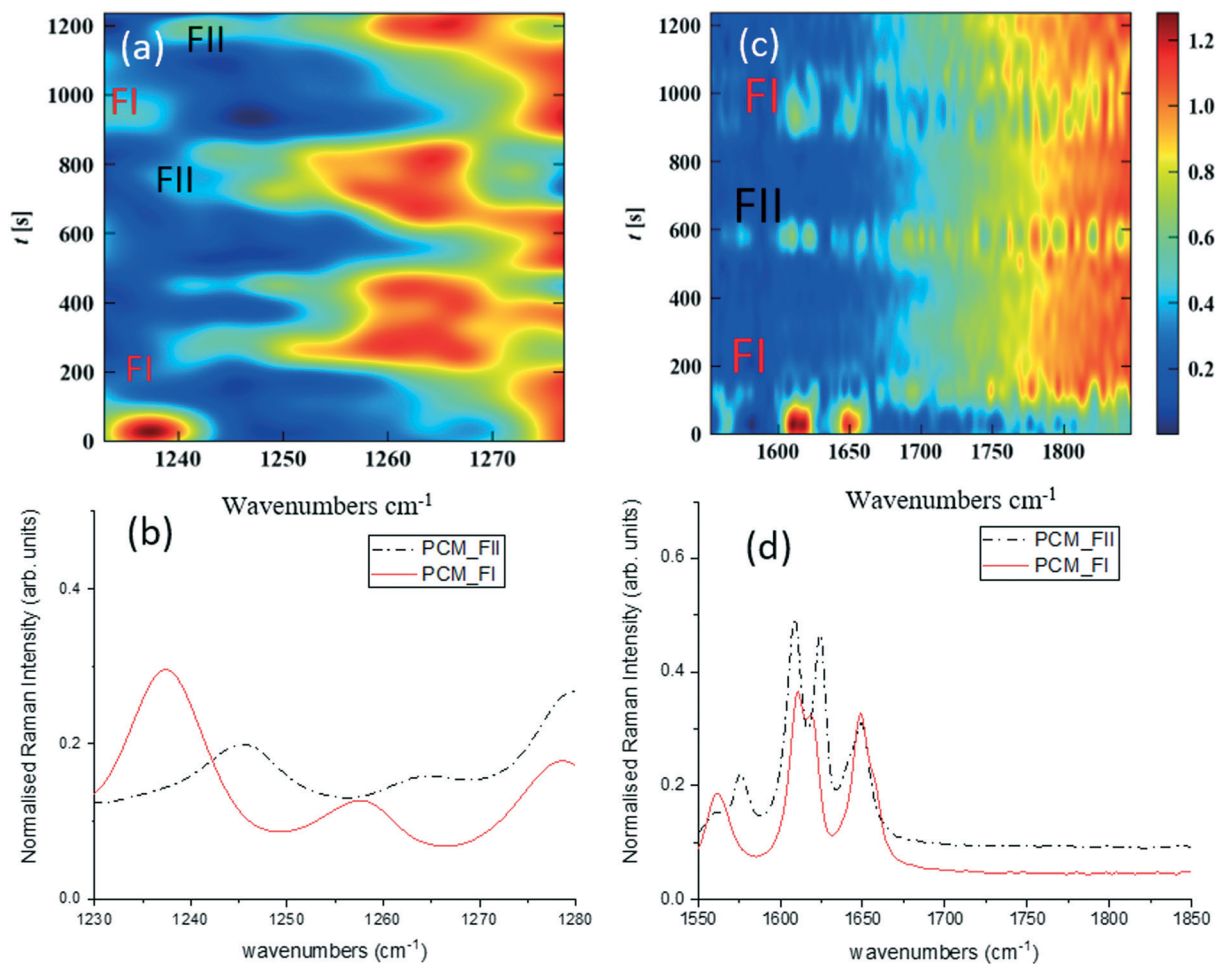 (a)
FII
FI
FII
FI
1200
1000
800
600
400
200
0
t [s]
1240
1250
1260
1270
Wavenumbers cm-1
(c)
FI
FII
FI
1200
1000
800
600
400
200
0
t [s]
1600
1650
1700
1750
1800
Wavenumbers cm-1
1.2
1.0
0.8
0.6
0.4
0.2
(b)
PCM_FII
PCM_FI
Normalised Raman Intensity (arb. units)
0.4
0.2
0.0
1230
1240
1250
1260
1270
1280
wavenumbers (cm-1)
(d)
PCM_FII
PCM_FI
Normalised Raman Intensity (arb. units)
0.6
0.4
0.2
0.0
1550
1600
1650
1700
1750
1800
1850
wavenumbers (cm-1)